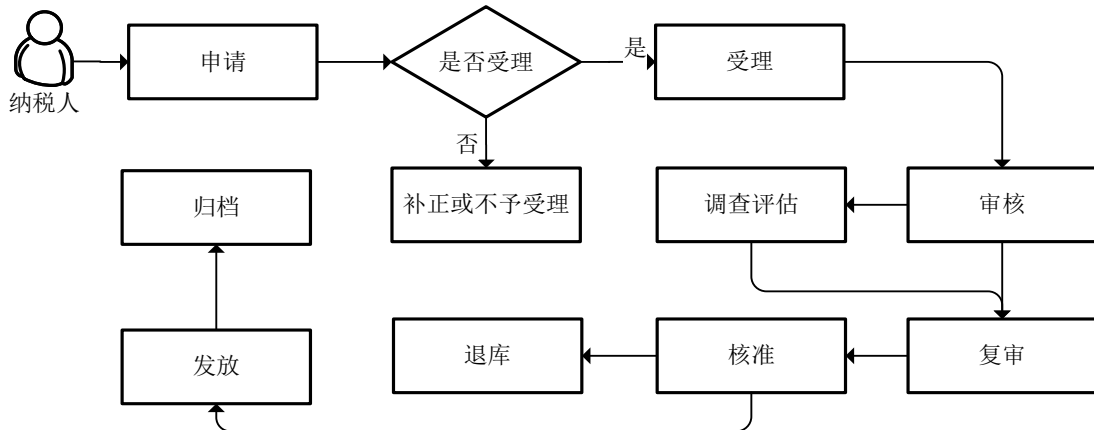 纳税人
申请
是否受理
是
受理
否
归档
补正或不予受理
调查评估
审核
发放
退库
核准
复审